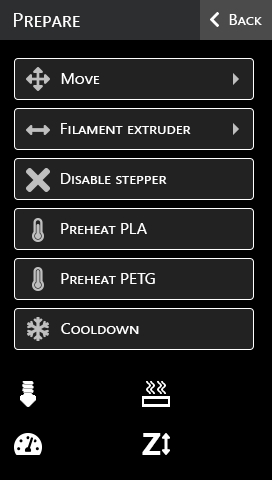 Prepare
Back
Move
Filament extruder
Disable stepper
Preheat PLA
Preheat PETG
Cooldown
Z